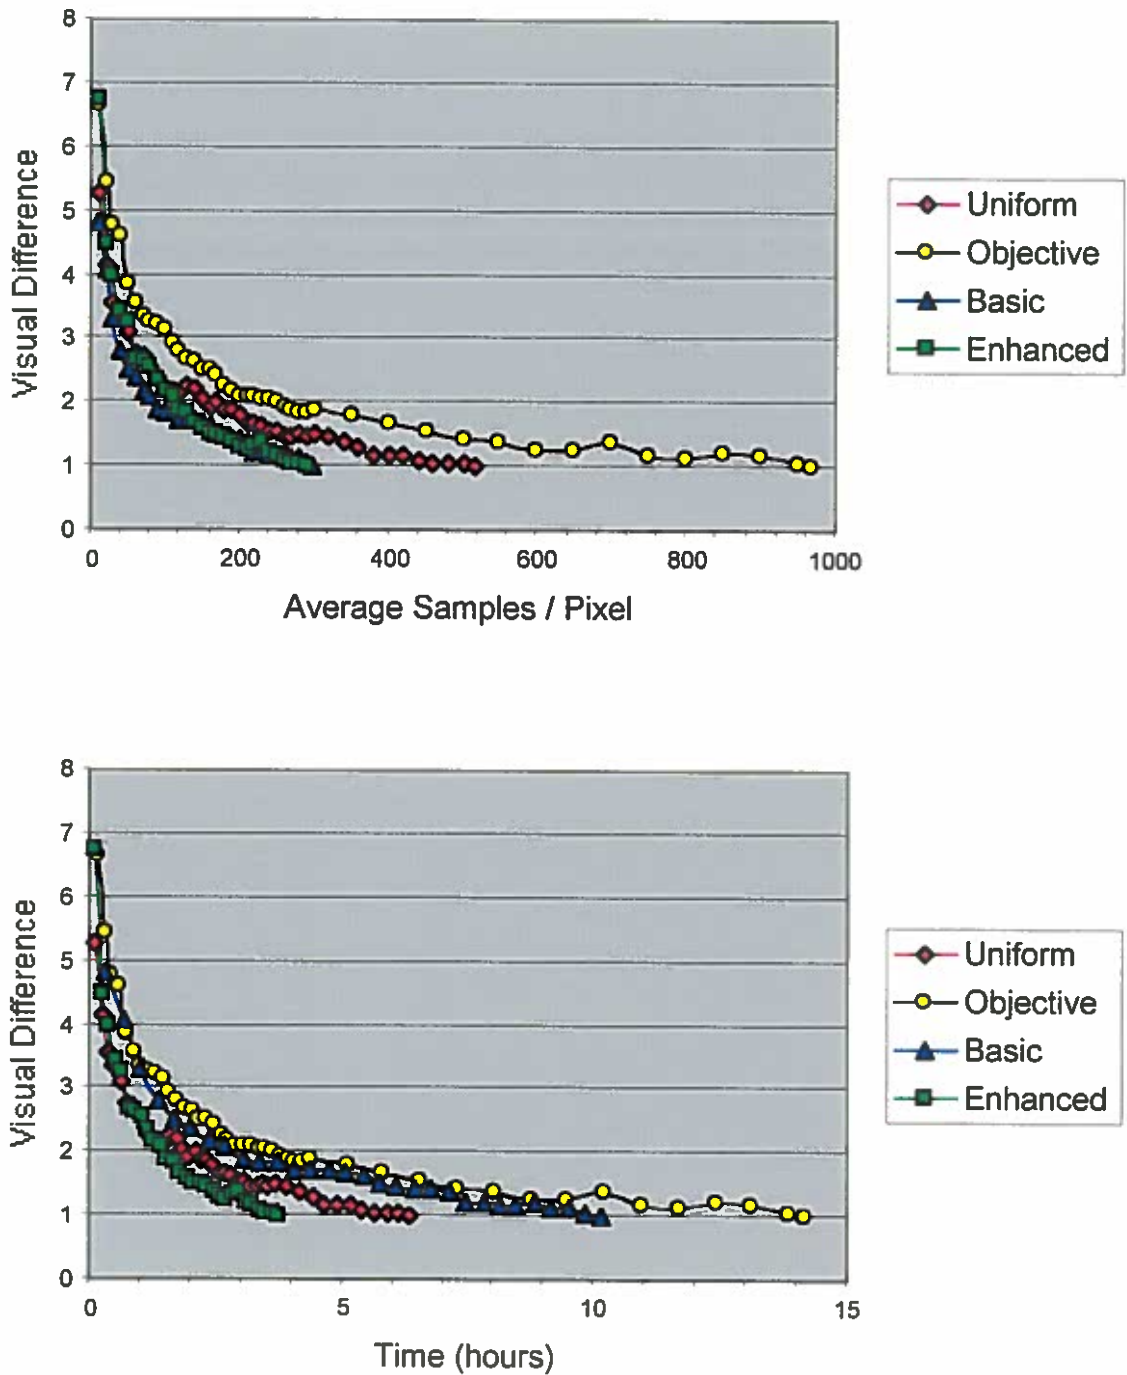 8
7
6
5
4
3
2
1
0
Visual Difference
0 200 400 600 800 1000
Average Samples / Pixel
Uniform
Objective
Basic
Enhanced
8
7
6
5
4
3
2
1
0
Visual Difference
0 5 10 15
Time (hours)
Uniform
Objective
Basic
Enhanced